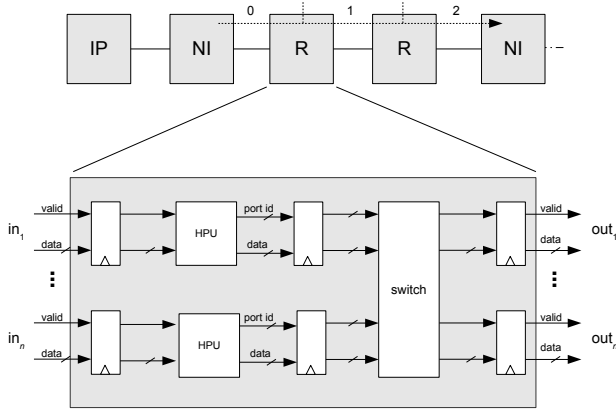 0 1 2
IP NI R R NI
valid port id valid
in1 HPU out1
data data data
switch
valid port id valid
inn HPU outn
data data data